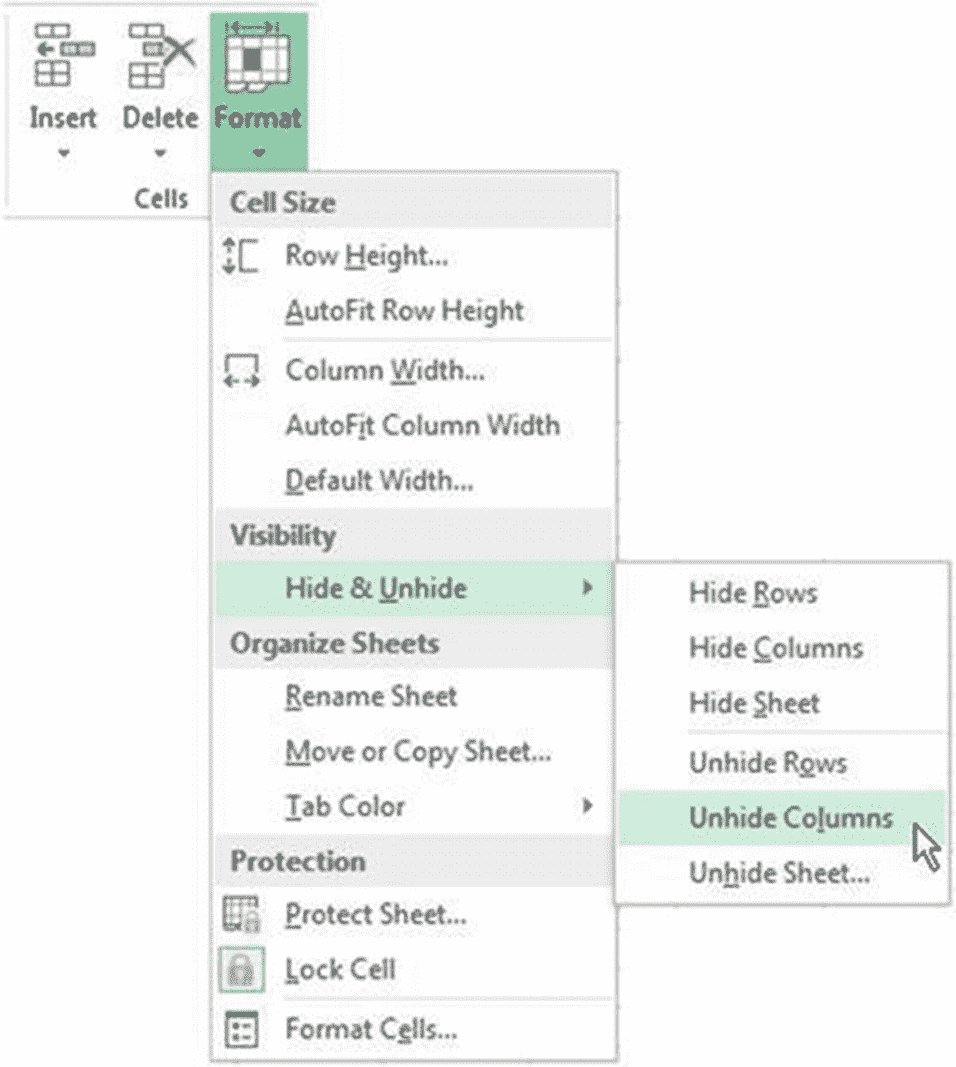 Insert Delete Format
Cells
Cell Size
Row Height...
AutoFit Row Height
Column Width...
AutoFit Column Width
Default Width...
Visibility
Hide & Unhide
Hide Rows
Hide Columns
Hide Sheet
Unhide Rows
Unhide Columns
Unhide Sheet...
Organize Sheets
Rename Sheet
Move or Copy Sheet...
Tab Color
Protection
Protect Sheet...
Lock Cell
Format Cells...